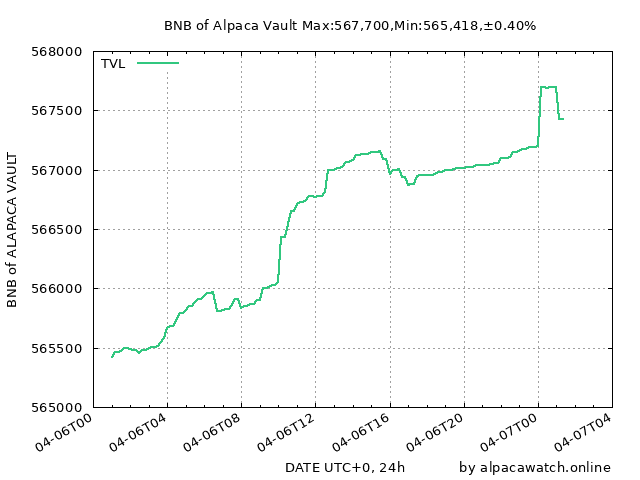 BNB of Alpaca Vault Max:567,700,Min:565,418,±0.40%
TVL
568000
567500
567000
566500
566000
565500
565000
BNB of ALAPACA VAULT
04-06T00
04-06T04
04-06T08
04-06T12
04-06T16
04-06T20
04-07T00
04-07T04
DATE UTC+0, 24h
by alpacawatch.online